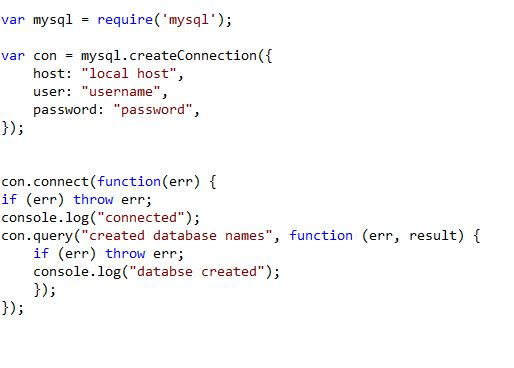 var mysql = require('mysql');
var con = mysql.createConnection({
host: "local host",
user: "username",
password: "password",
});
con.connect(function(err) {
if (err) throw err;
console.log("connected");
con.query("created database names", function (err, result) {
if (err) throw err;
console.log("databse created");
});
});